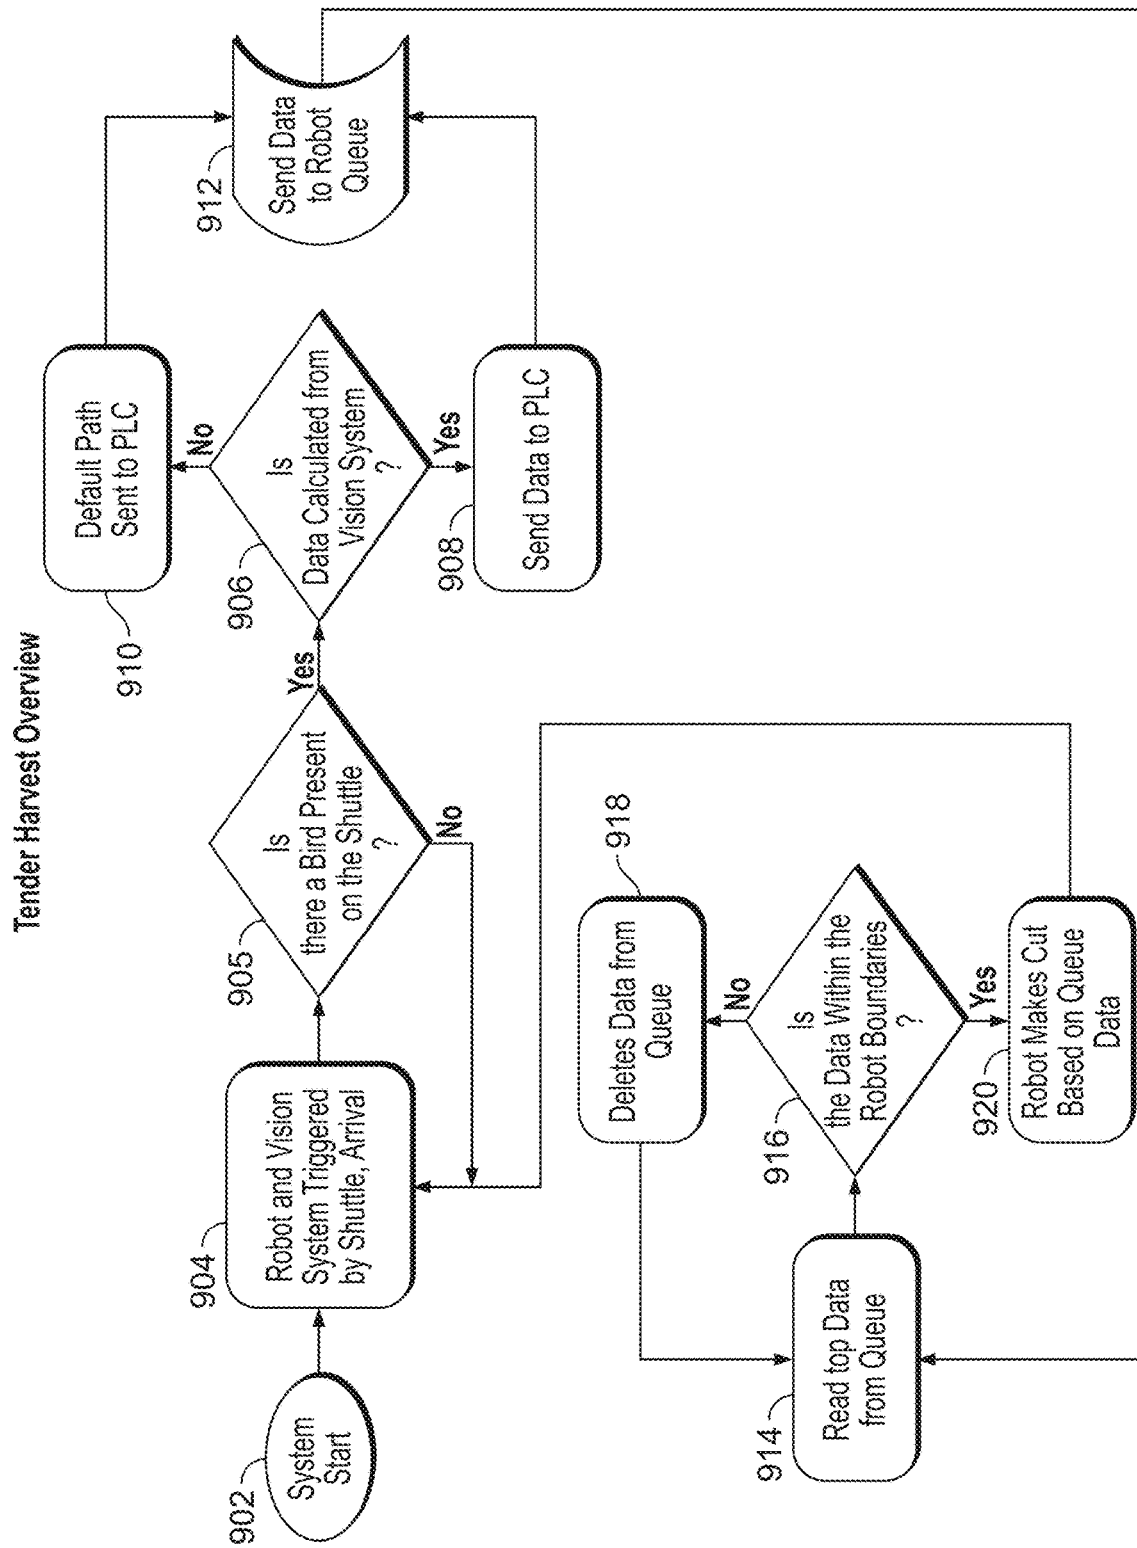 Tender Harvest Overview
902
System
Start
904
Robot and Vision
System Triggered
by Shuttle, Arrival
905
Is
there a Bird Present
on the Shuttle
?
Yes
No
906
Is
Data Calculated from
Vision System
?
No
Yes
910
Default Path
Sent to PLC
908
Send Data to PLC
912
Send Data
to Robot
Queue
914
Read top Data
from Queue
916
Is
the Data Within the
Robot Boundaries
?
No
Yes
918
Deletes Data from
Queue
920
Robot Makes Cut
Based on Queue
Data